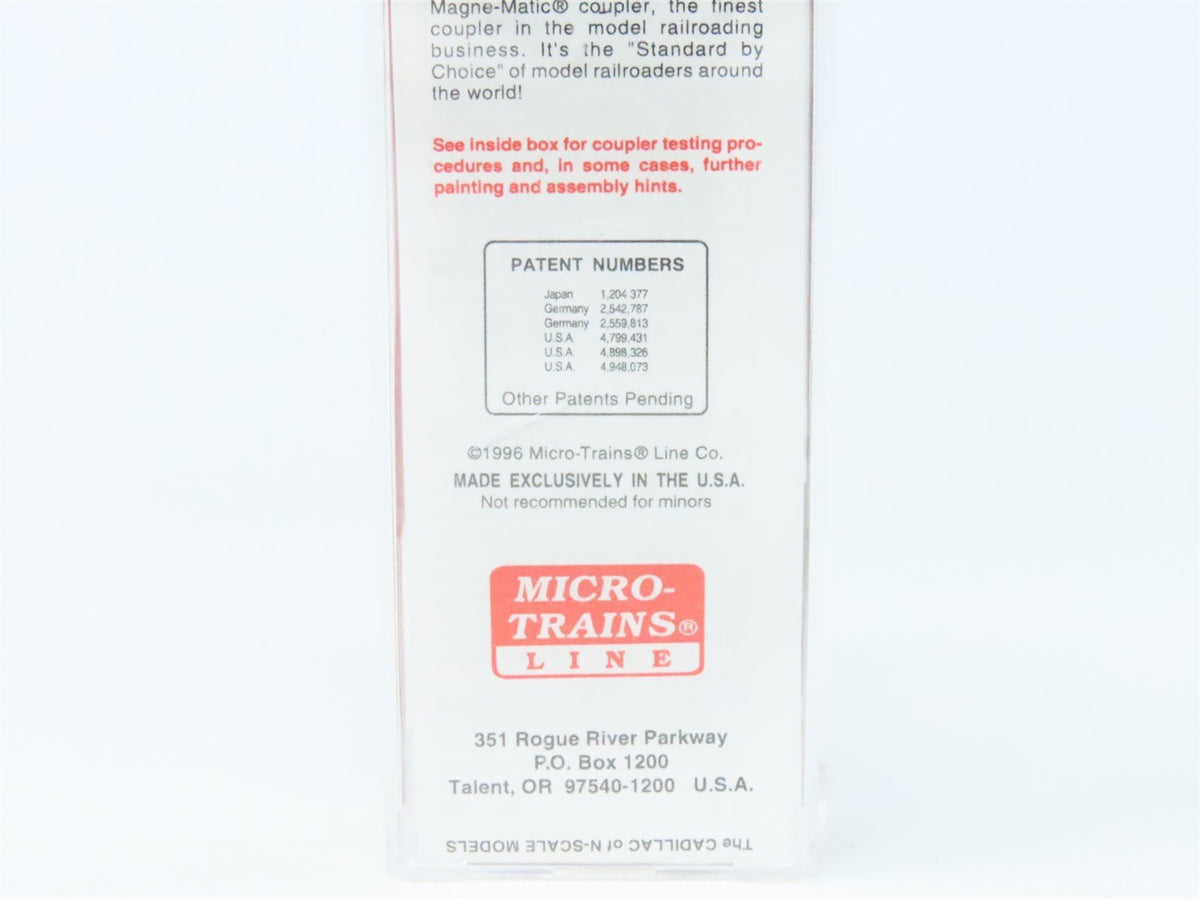 Magne-Matic® coupler, the finest
coupler in the model railroading
business. It's the "Standard by
Choice" of model railroaders around
the world!
See inside box for coupler testing pro-
cedures and, in some cases, further
painting and assembly hints.
PATENT NUMBERS
Japan 1,204,377
Germany 2,542,787
Germany 2,559,813
U.S.A. 4,799,431
U.S.A. 4,898,326
U.S.A. 4,948,073
Other Patents Pending
©1996 Micro-Trains® Line Co.
MADE EXCLUSIVELY IN THE U.S.A.
Not recommended for minors
MICRO-
TRAINS®
LINE
351 Rogue River Parkway
P.O. Box 1200
Talent, OR 97540-1200 U.S.A.
The CADILLAC of N-SCALE MODELS